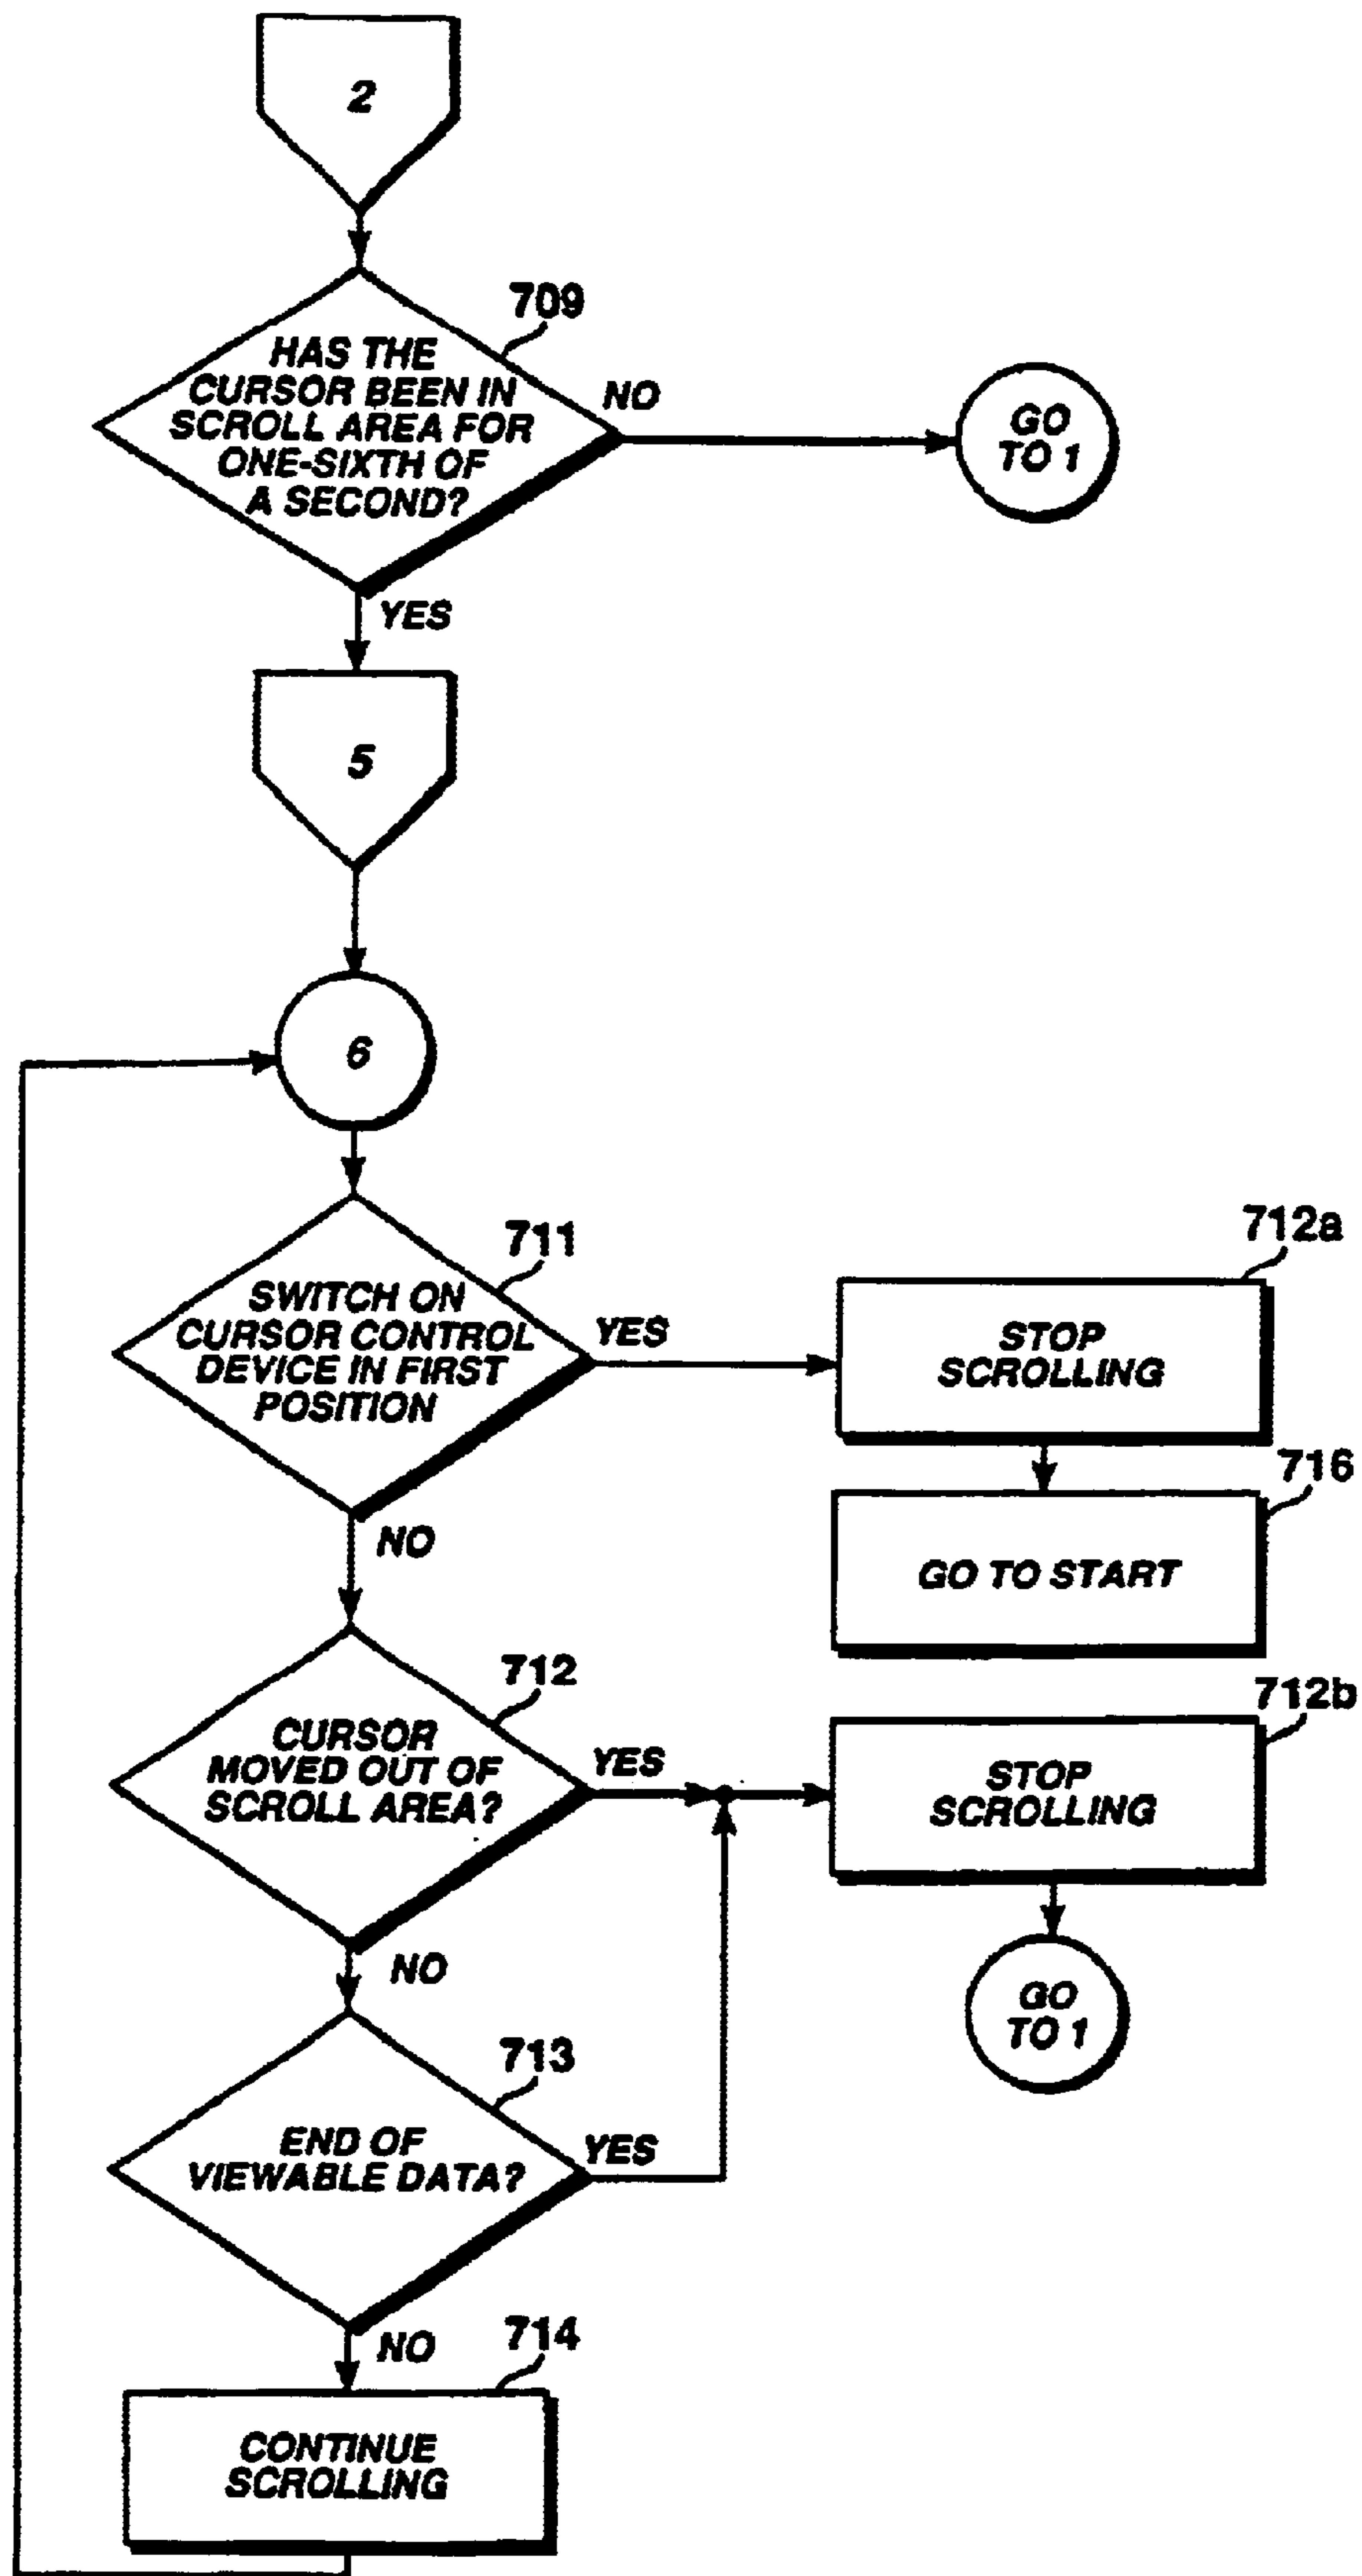 2
709
HAS THE
CURSOR BEEN IN
SCROLL AREA FOR
ONE-SIXTH OF
A SECOND?
NO
GO
TO 1
YES
5
6
711
SWITCH ON
CURSOR CONTROL
DEVICE IN FIRST
POSITION
YES
712a
STOP
SCROLLING
716
GO TO START
NO
712
CURSOR
MOVED OUT OF
SCROLL AREA?
YES
712b
STOP
SCROLLING
GO
TO 1
NO
713
END OF
VIEWABLE DATA?
YES
NO
714
CONTINUE
SCROLLING